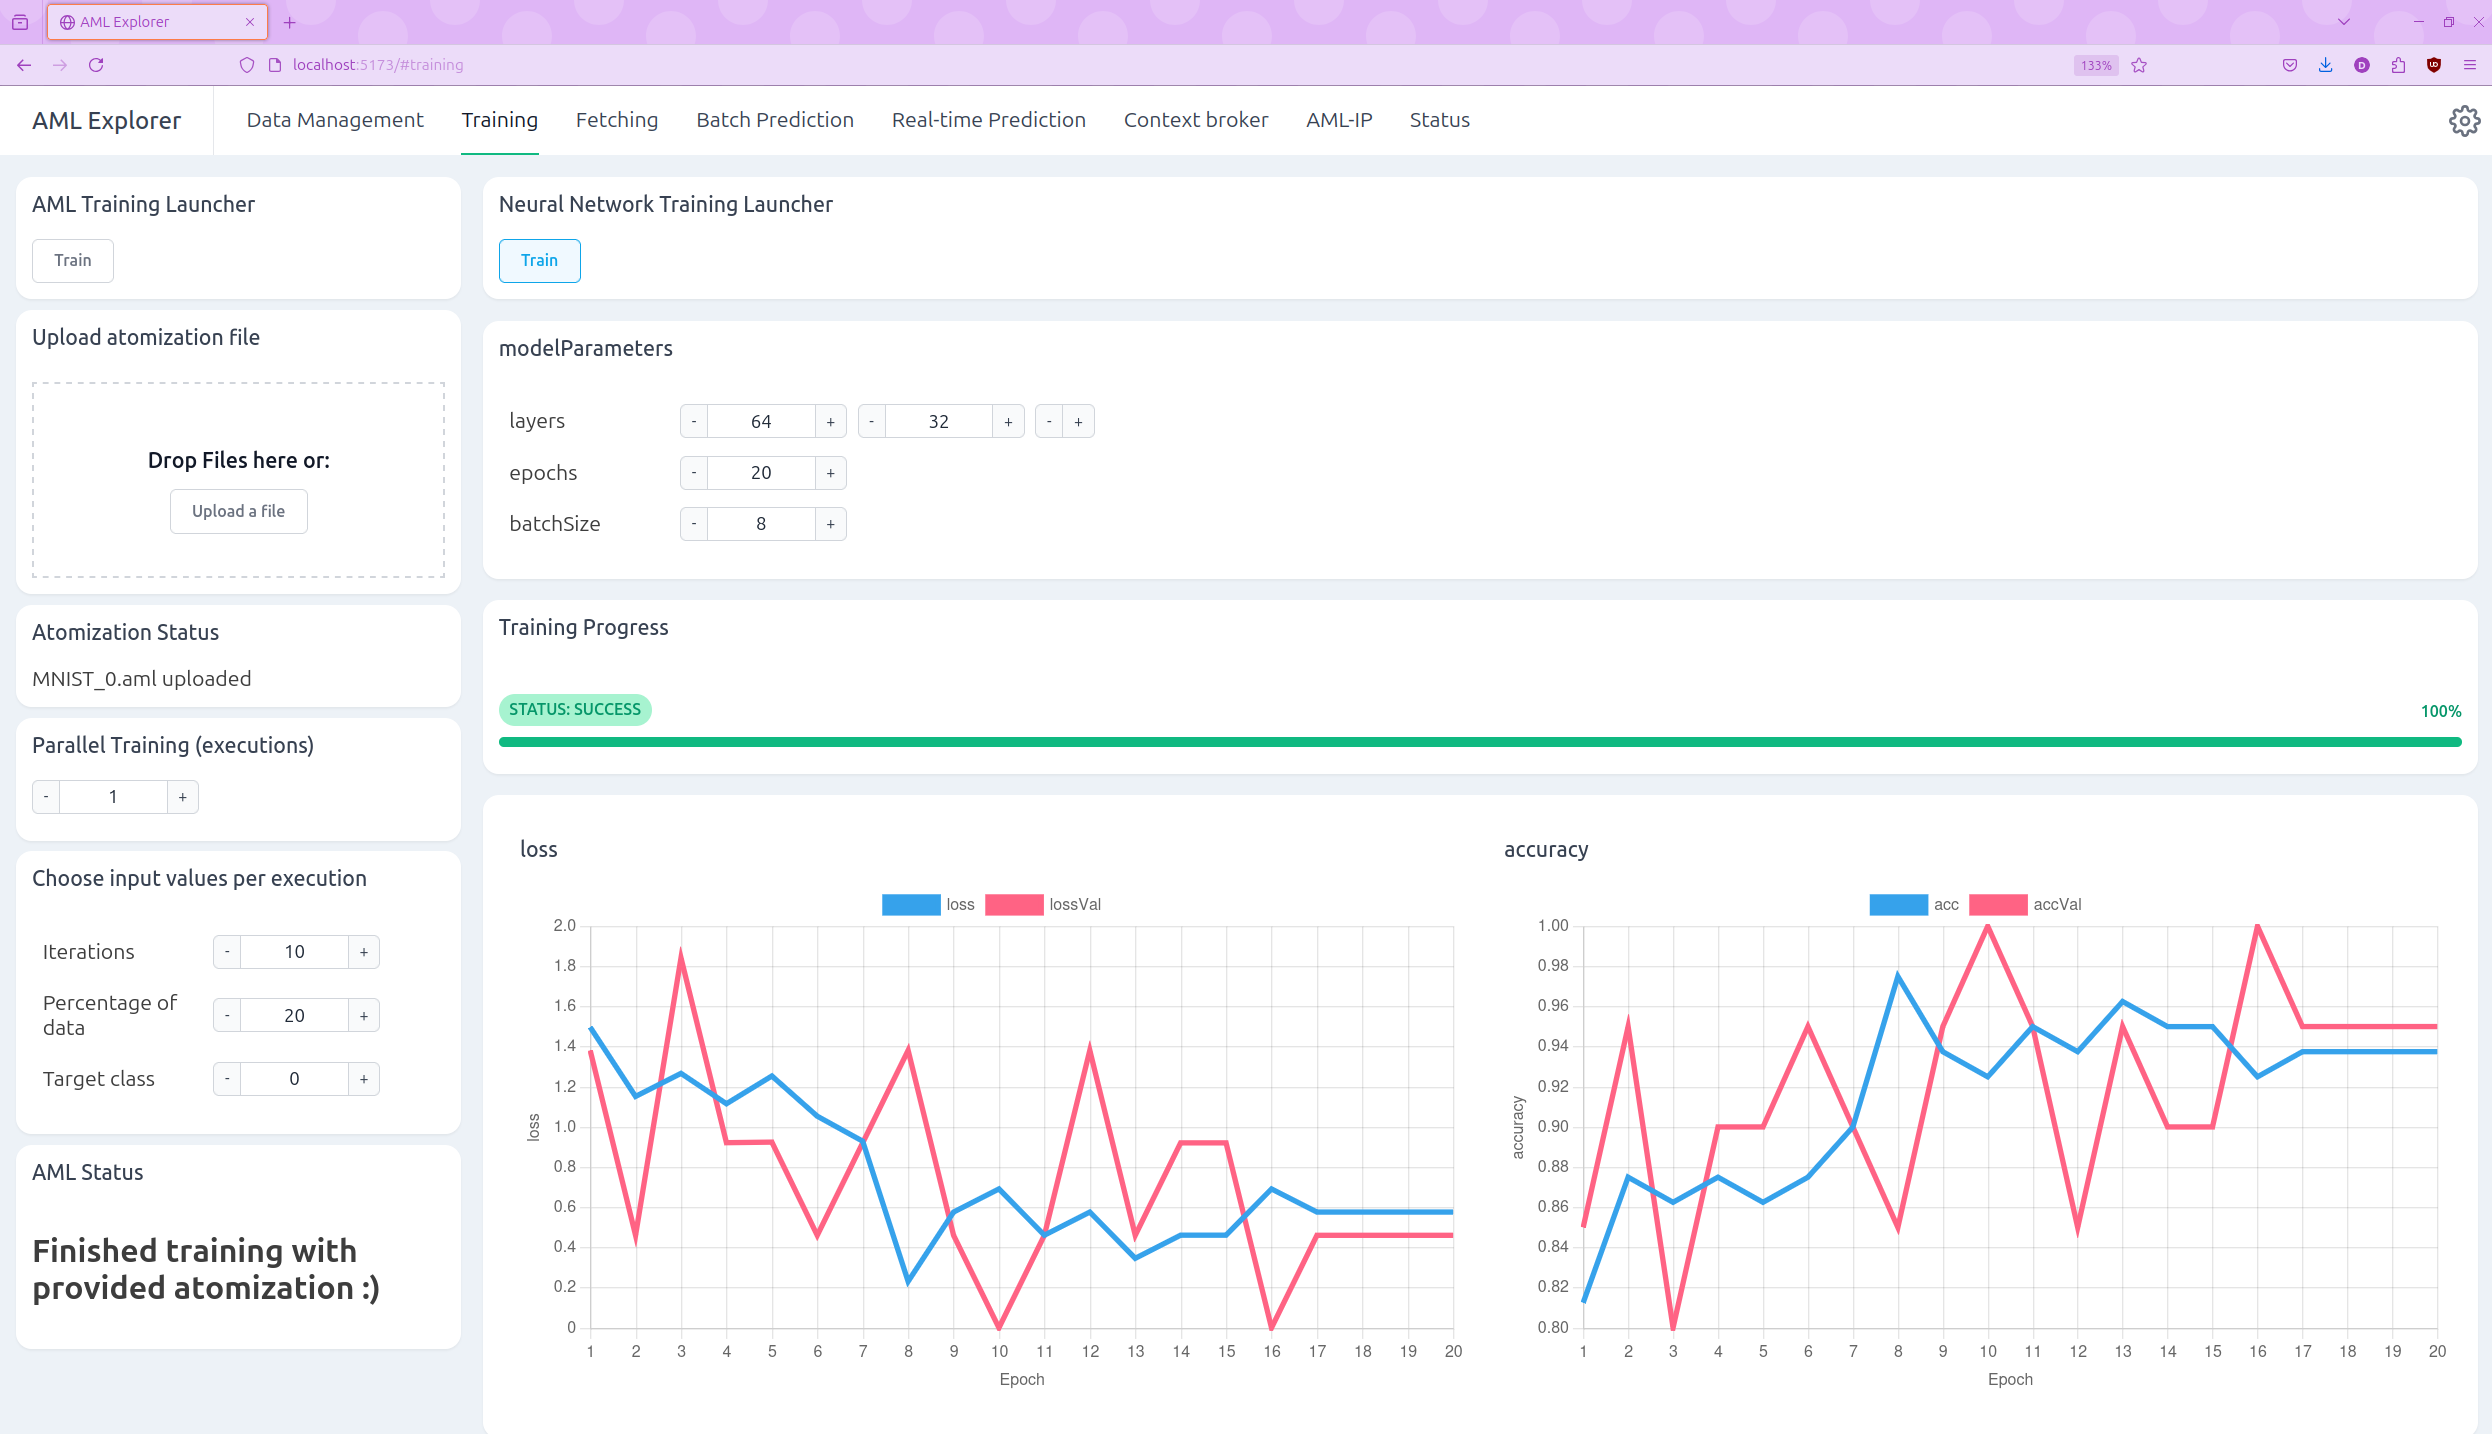 AML Explorer
localhost:5173/#training
133%
AML Explorer
Data Management
Training
Fetching
Batch Prediction
Real-time Prediction
Context broker
AML-IP
Status
AML Training Launcher
Train
Upload atomization file
Drop Files here or:
Upload a file
Atomization Status
MNIST_0.aml uploaded
Parallel Training (executions)
- 1 +
Choose input values per execution
Iterations - 10 +
Percentage of
data - 20 +
Target class - 0 +
AML Status
Finished training with
provided atomization :)
Neural Network Training Launcher
Train
modelParameters
layers - 64 + - 32 + - +
epochs - 20 +
batchSize - 8 +
Training Progress
STATUS: SUCCESS 100%
loss
loss lossVal
2.0
1.8
1.6
1.4
1.2
1.0
0.8
0.6
0.4
0.2
0
loss
1 2 3 4 5 6 7 8 9 10 11 12 13 14 15 16 17 18 19 20
Epoch
accuracy
acc accVal
1.00
0.98
0.96
0.94
0.92
0.90
0.88
0.86
0.84
0.82
0.80
accuracy
1 2 3 4 5 6 7 8 9 10 11 12 13 14 15 16 17 18 19 20
Epoch